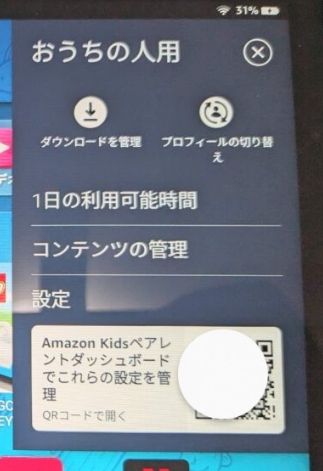 31%
おうちの人用
ダウンロードを管理
プロフィールの切り替
え
1日の利用可能時間
コンテンツの管理
設定
Amazon Kidsペアレ
ントダッシュボード
でこれらの設定を管
理
QRコードで開く